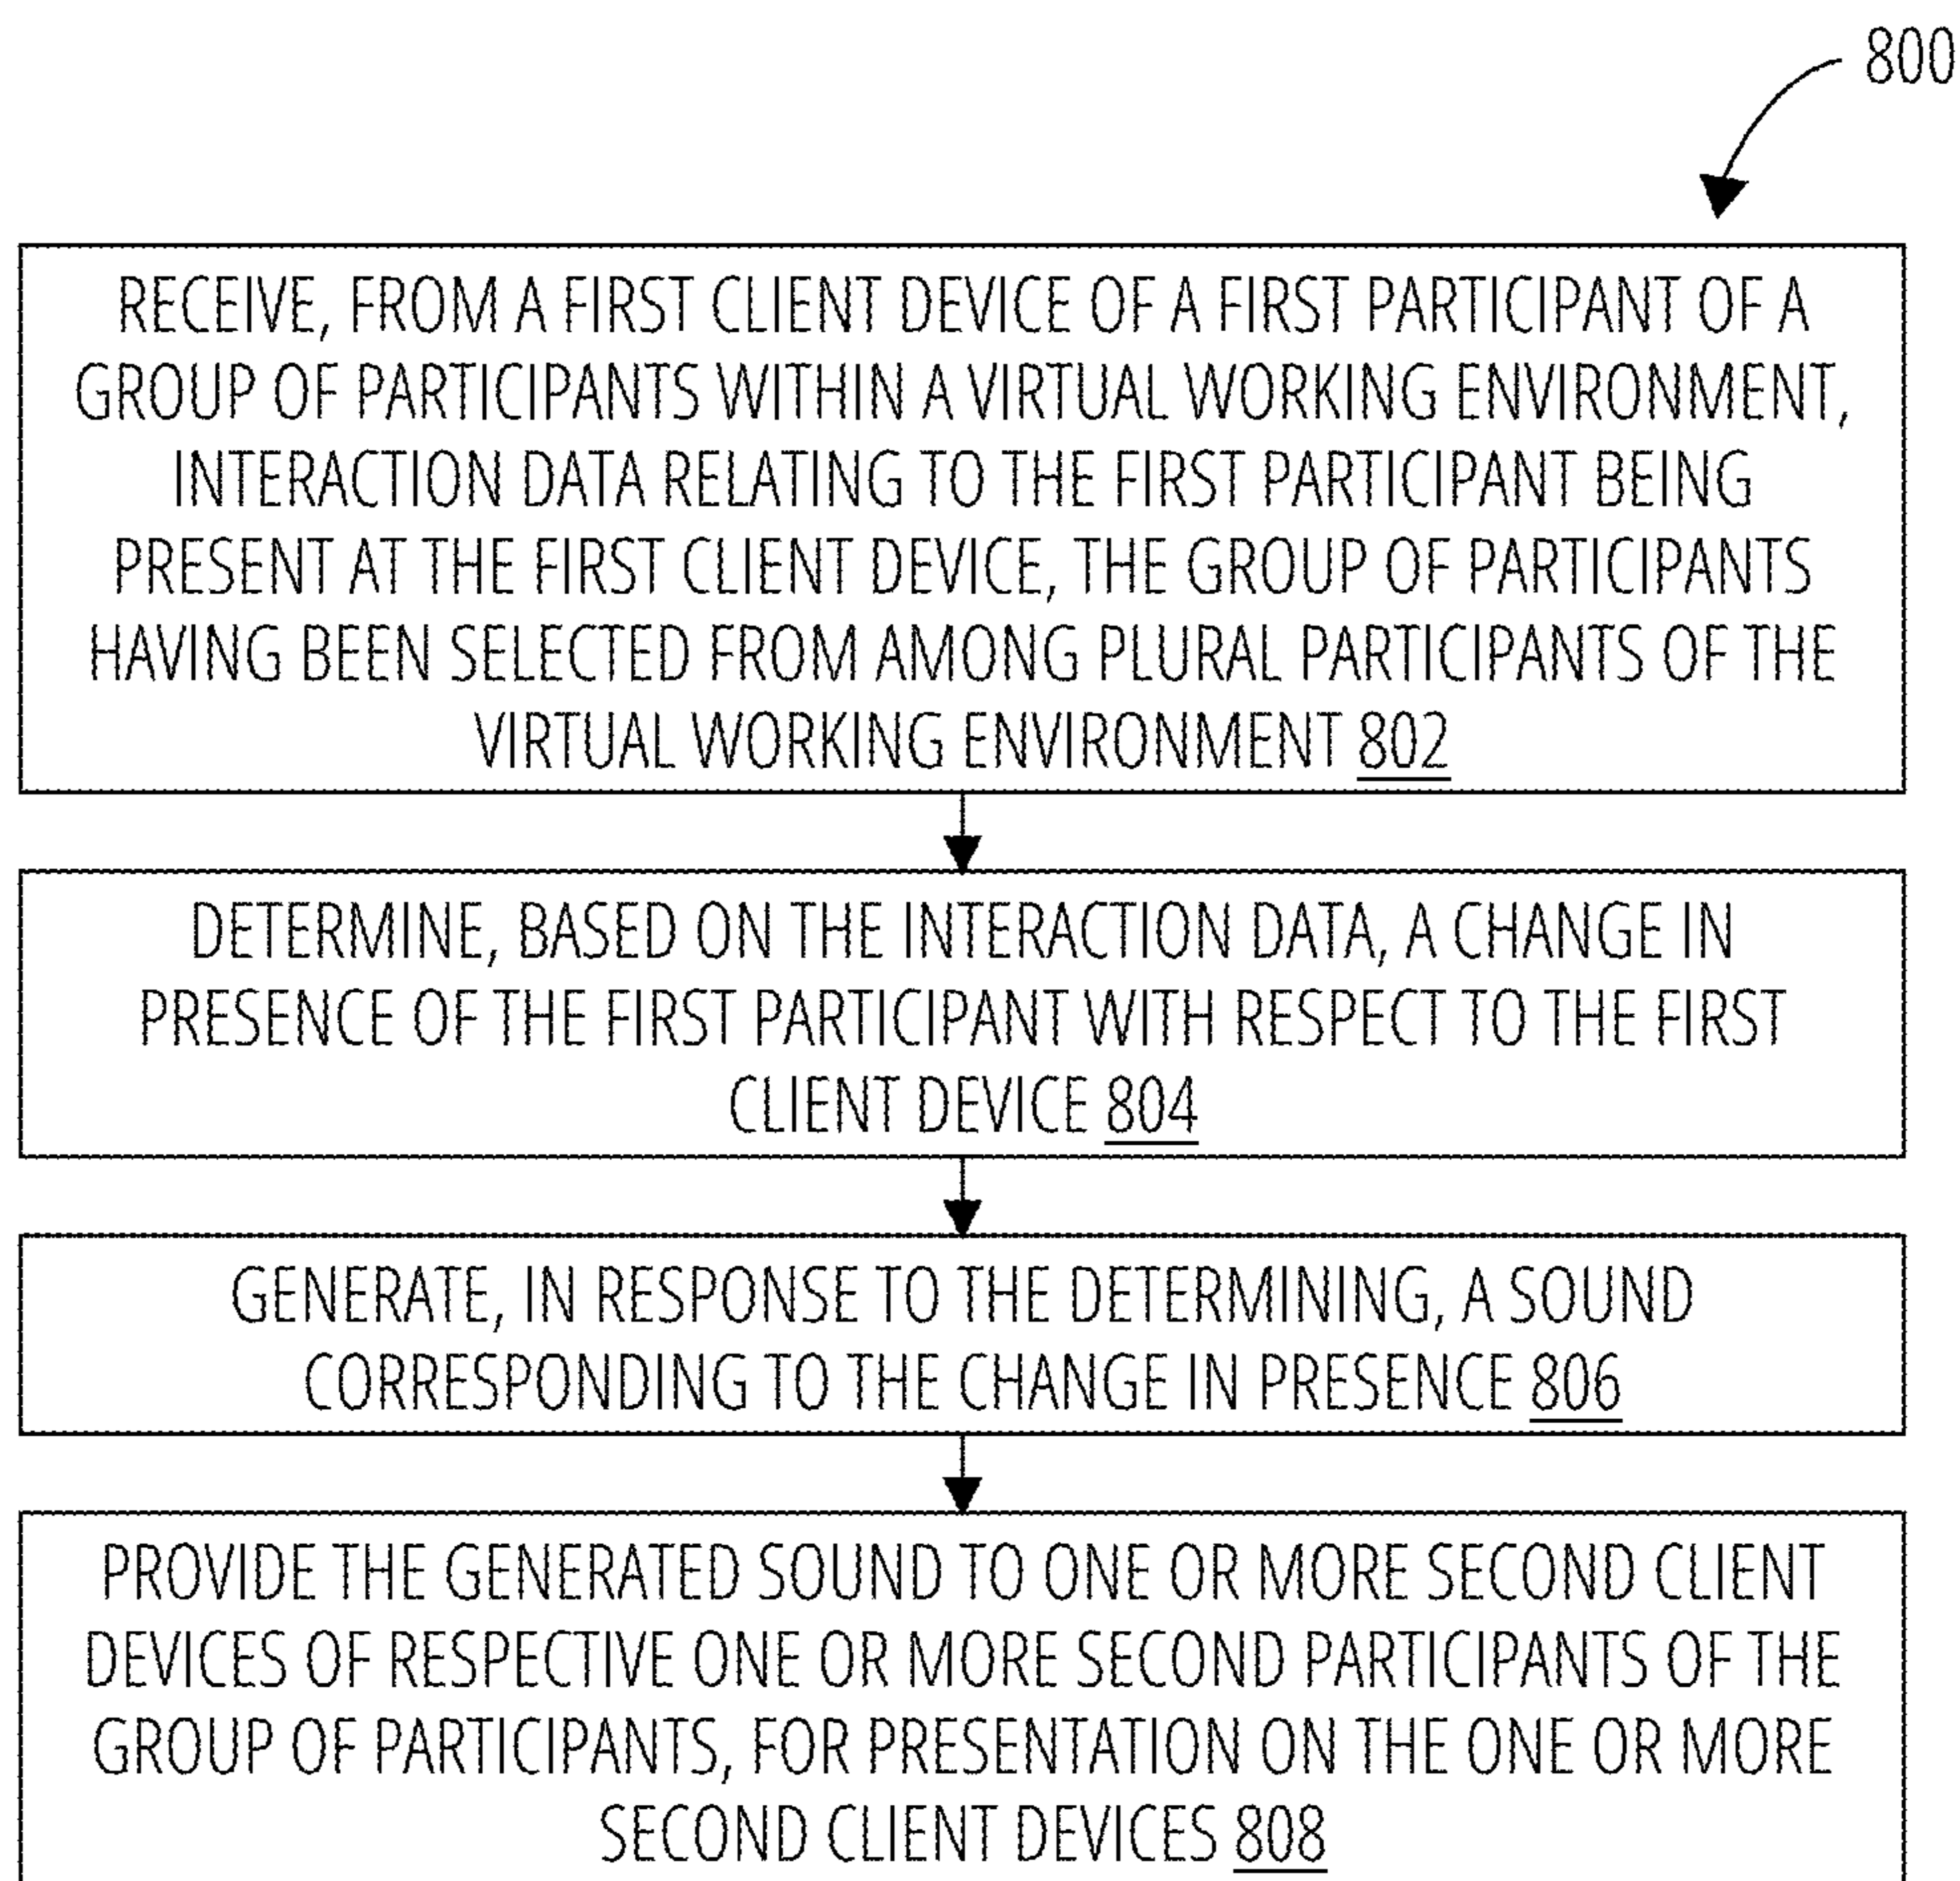 800
RECEIVE, FROM A FIRST CLIENT DEVICE OF A FIRST PARTICIPANT OF A
GROUP OF PARTICIPANTS WITHIN A VIRTUAL WORKING ENVIRONMENT,
INTERACTION DATA RELATING TO THE FIRST PARTICIPANT BEING
PRESENT AT THE FIRST CLIENT DEVICE, THE GROUP OF PARTICIPANTS
HAVING BEEN SELECTED FROM AMONG PLURAL PARTICIPANTS OF THE
VIRTUAL WORKING ENVIRONMENT 802
DETERMINE, BASED ON THE INTERACTION DATA, A CHANGE IN
PRESENCE OF THE FIRST PARTICIPANT WITH RESPECT TO THE FIRST
CLIENT DEVICE 804
GENERATE, IN RESPONSE TO THE DETERMINING, A SOUND
CORRESPONDING TO THE CHANGE IN PRESENCE 806
PROVIDE THE GENERATED SOUND TO ONE OR MORE SECOND CLIENT
DEVICES OF RESPECTIVE ONE OR MORE SECOND PARTICIPANTS OF THE
GROUP OF PARTICIPANTS, FOR PRESENTATION ON THE ONE OR MORE
SECOND CLIENT DEVICES 808